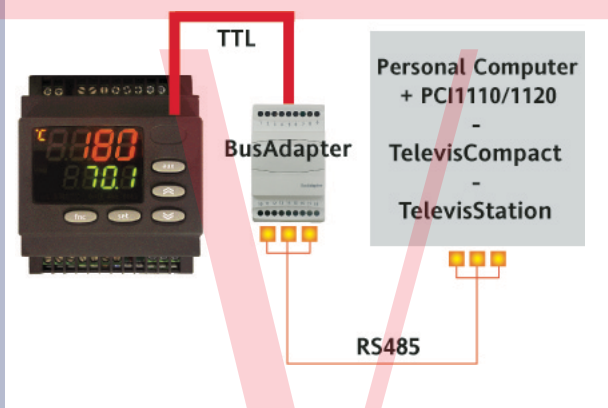 TTL
°C
180
70.1
fnc
set
BusAdapter
Personal Computer
+ PCI1110/1120
-
TelevisCompact
-
TelevisStation
RS485